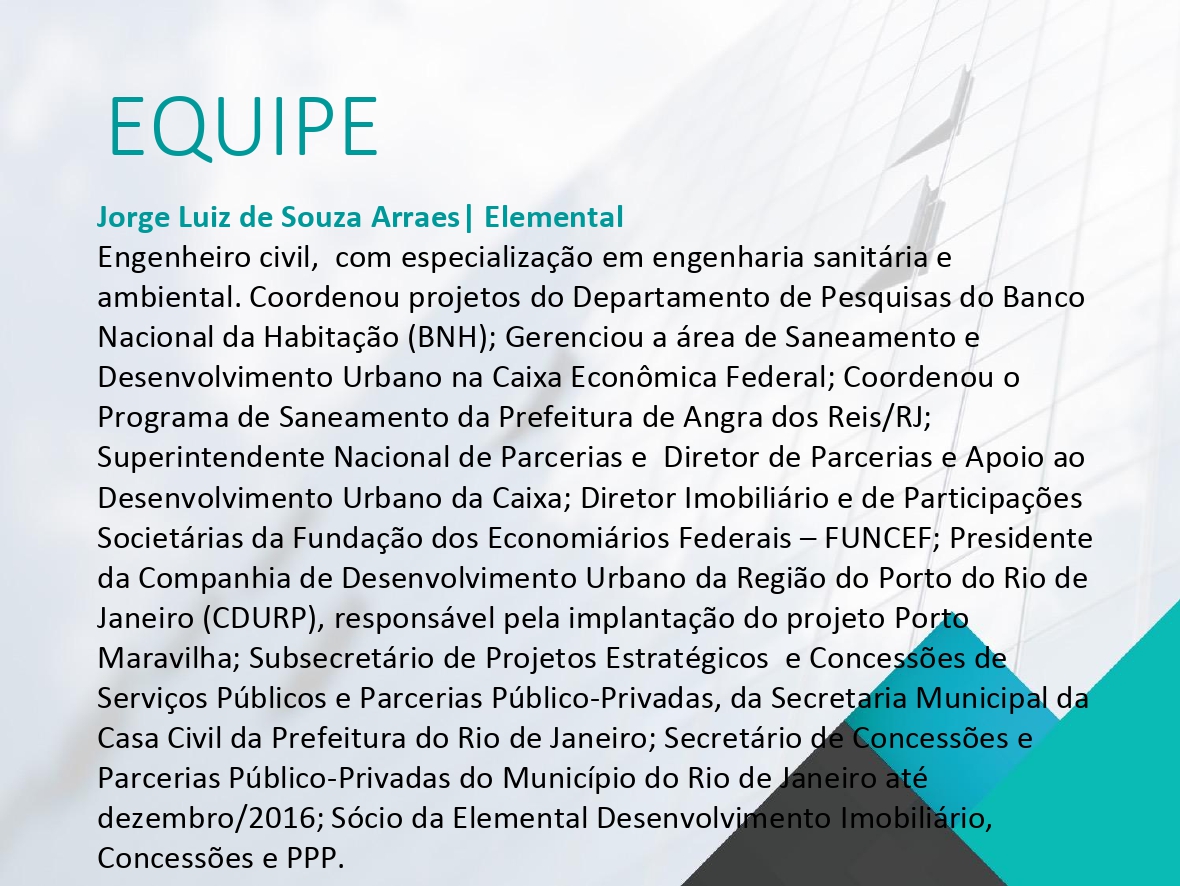 EQUIPE
Jorge Luiz de Souza Arraes| Elemental
Engenheiro civil,  com especialização em engenharia sanitária e
ambiental. Coordenou projetos do Departamento de Pesquisas do Banco
Nacional da Habitação (BNH); Gerenciou a área de Saneamento e
Desenvolvimento Urbano na Caixa Econômica Federal; Coordenou o
Programa de Saneamento da Prefeitura de Angra dos Reis/RJ;
Superintendente Nacional de Parcerias e  Diretor de Parcerias e Apoio ao
Desenvolvimento Urbano da Caixa; Diretor Imobiliário e de Participações
Societárias da Fundação dos Economiários Federais – FUNCEF; Presidente
da Companhia de Desenvolvimento Urbano da Região do Porto do Rio de
Janeiro (CDURP), responsável pela implantação do projeto Porto
Maravilha; Subsecretário de Projetos Estratégicos  e Concessões de
Serviços Públicos e Parcerias Público-Privadas, da Secretaria Municipal da
Casa Civil da Prefeitura do Rio de Janeiro; Secretário de Concessões e
Parcerias Público-Privadas do Município do Rio de Janeiro até
dezembro/2016; Sócio da Elemental Desenvolvimento Imobiliário,
Concessões e PPP.